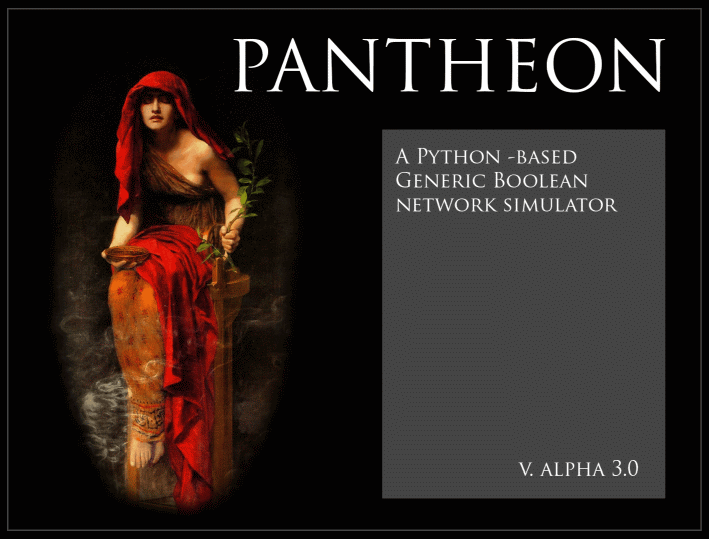 PANTHEON
A Python -based
Generic Boolean
network simulator
v. alpha 3.0